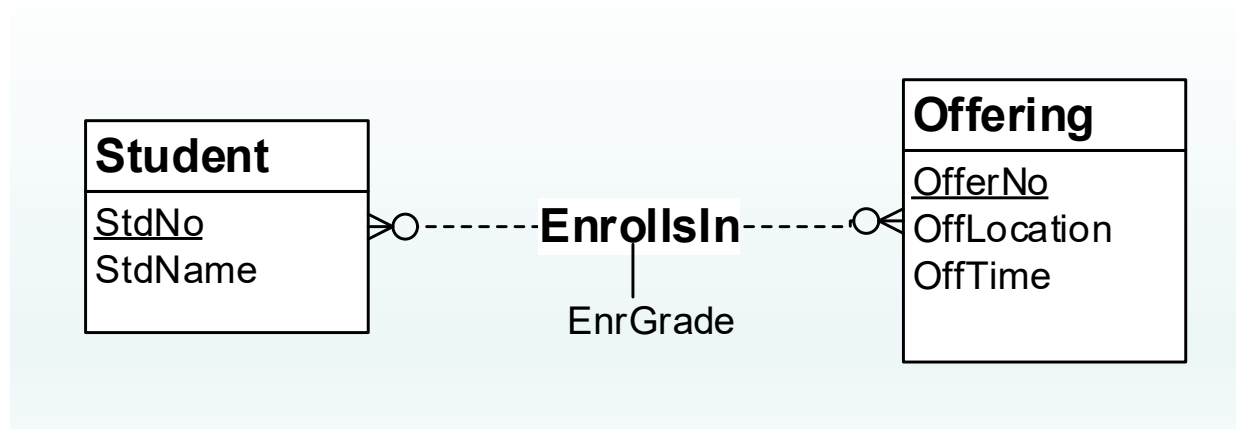 Student
StdNo
StdName
EnrollsIn
EnrGrade
Offering
OfferNo
OffLocation
OffTime